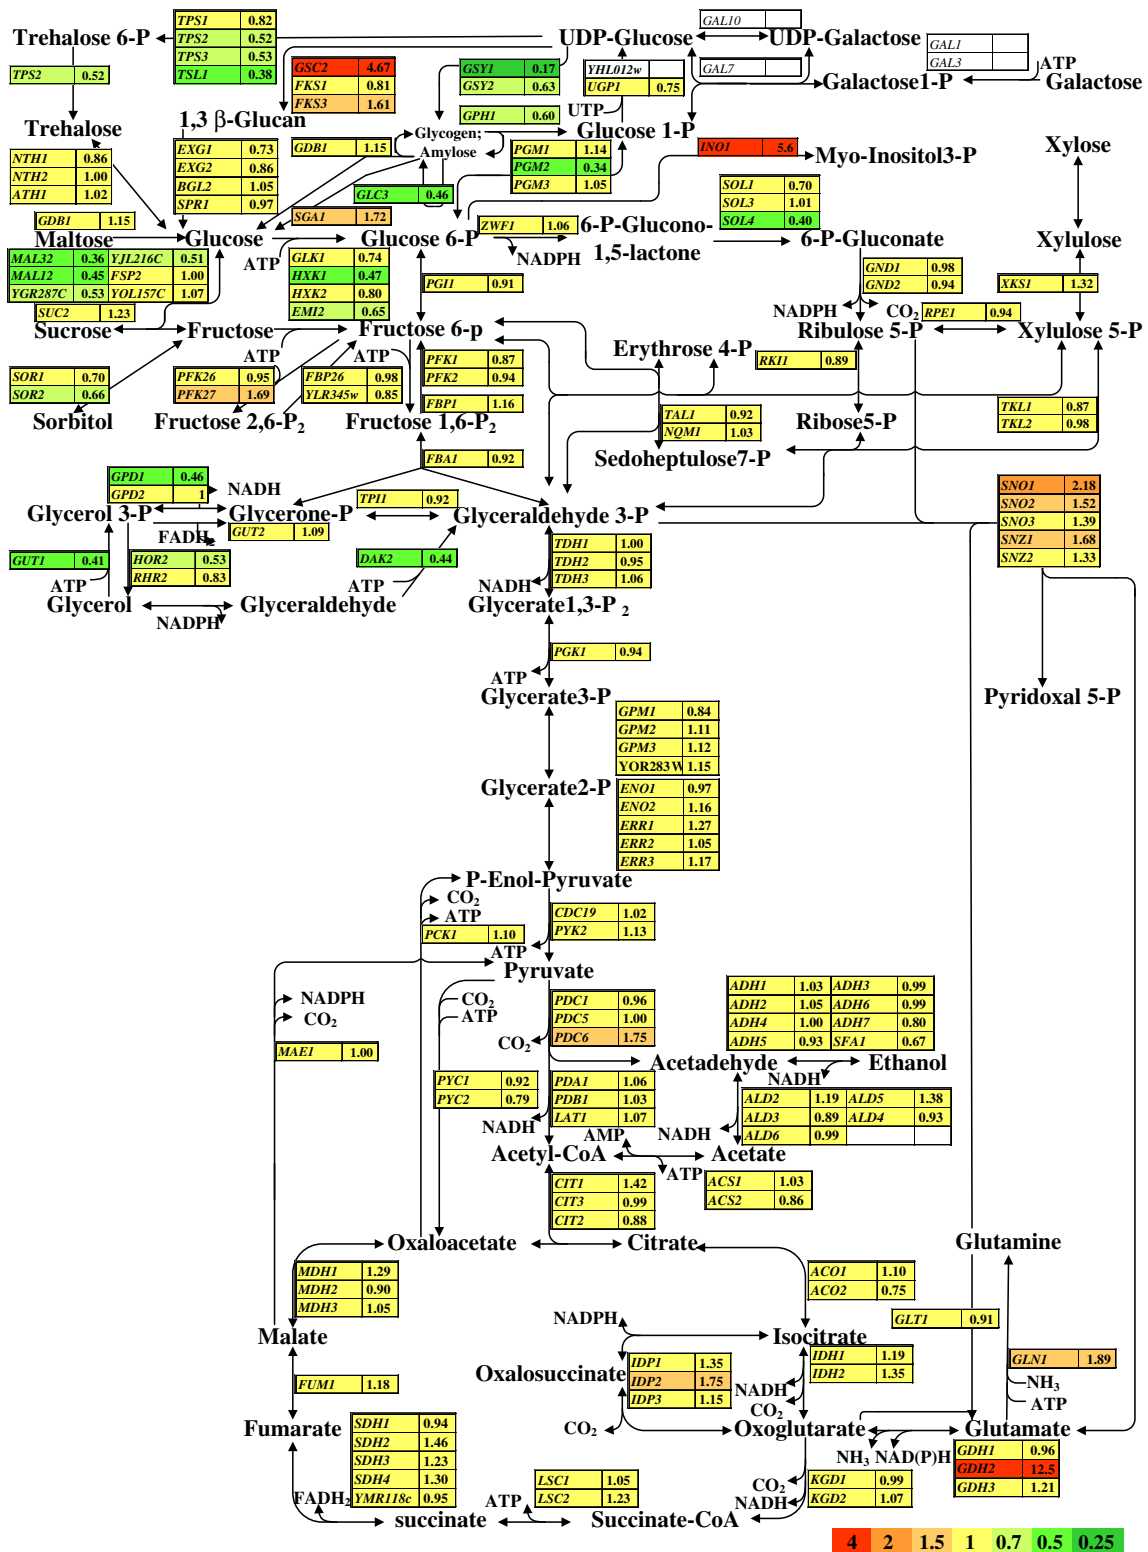 Trehalose 6-P
TPS1 0.82
TPS2 0.52
TPS3 0.53
TSL1 0.38
UDP-Glucose
GAL10
UDP-Galactose
GAL1
GAL3
ATP
TPS2 0.52
GSC2 4.67
FKS1 0.81
FKS3 1.61
GSY1 0.17
GSY2 0.63
YHL012w
UGP1 0.75
GAL7
Galactose1-P
Galactose
UTP
GPH1 0.60
Trehalose
1,3 β-Glucan
Glycogen;
Amylose
Glucose 1-P
NTH1 0.86
NTH2 1.00
ATH1 1.02
EXG1 0.73
EXG2 0.86
BGL2 1.05
SPR1 0.97
GDB1 1.15
PGM1 1.14
PGM2 0.34
PGM3 1.05
INO1 5.6
Myo-Inositol3-P
Xylose
GLC3 0.46
SOL1 0.70
SOL3 1.01
SOL4 0.40
GDB1 1.15
SGA1 1.72
ZWF1 1.06
Maltose
Glucose
Glucose 6-P
6-P-Glucono-
1,5-lactone
6-P-Gluconate
Xylulose
ATP
NADPH
MAL32 0.36 YJL216C 0.51
MAL12 0.45 FSP2 1.00
YGR287C 0.53 YOL157C 1.07
GLK1 0.74
HXK1 0.47
HXK2 0.80
EMI2 0.65
PGI1 0.91
GND1 0.98
GND2 0.94
XKS1 1.32
SUC2 1.23
NADPH
CO2
RPE1 0.94
Sucrose
Fructose
Fructose 6-p
Ribulose 5-P
Xylulose 5-P
ATP
ATP
Erythrose 4-P
RKI1 0.89
SOR1 0.70
SOR2 0.66
PFK26 0.95
PFK27 1.69
FBP26 0.98
YLR345w 0.85
PFK1 0.87
PFK2 0.94
FBP1 1.16
TAL1 0.92
NQM1 1.03
TKL1 0.87
TKL2 0.98
Sorbitol
Fructose 2,6-P2
Fructose 1,6-P2
Ribose5-P
Sedoheptulose7-P
FBA1 0.92
GPD1 0.46
GPD2 1
NADH
TPI1 0.92
SNO1 2.18
SNO2 1.52
SNO3 1.39
SNZ1 1.68
SNZ2 1.33
Glycerol 3-P
Glycerone-P
Glyceraldehyde 3-P
FADH2
GUT2 1.09
GUT1 0.41
HOR2 0.53
RHR2 0.83
DAK2 0.44
TDH1 1.00
TDH2 0.95
TDH3 1.06
ATP
ATP
NADH
Glycerol
Glyceraldehyde
Glycerate1,3-P 2
NADPH
PGK1 0.94
ATP
Glycerate3-P
Pyridoxal 5-P
GPM1 0.84
GPM2 1.11
GPM3 1.12
YOR283W 1.15
Glycerate2-P
ENO1 0.97
ENO2 1.16
ERR1 1.27
ERR2 1.05
ERR3 1.17
P-Enol-Pyruvate
CO2
ATP
PCK1 1.10
CDC19 1.02
PYK2 1.13
ATP
Pyruvate
NADPH
CO2
CO2
ATP
PDC1 0.96
PDC5 1.00
PDC6 1.75
ADH1 1.03 ADH3 0.99
ADH2 1.05 ADH6 0.99
ADH4 1.00 ADH7 0.80
ADH5 0.93 SFA1 0.67
CO2
MAE1 1.00
Acetadehyde
Ethanol
NADH
PYC1 0.92
PYC2 0.79
PDA1 1.06
PDB1 1.03
LAT1 1.07
ALD2 1.19 ALD5 1.38
ALD3 0.89 ALD4 0.93
ALD6 0.99
NADH
AMP
NADH
Acetyl-CoA
Acetate
ATP
ACS1 1.03
ACS2 0.86
CIT1 1.42
CIT3 0.99
CIT2 0.88
Oxaloacetate
Citrate
Glutamine
MDH1 1.29
MDH2 0.90
MDH3 1.05
ACO1 1.10
ACO2 0.75
NADPH
GLT1 0.91
Malate
Isocitrate
IDP1 1.35
IDP2 1.75
IDP3 1.15
IDH1 1.19
IDH2 1.35
GLN1 1.89
Oxalosuccinate
FUM1 1.18
NADH
CO2
NH3
ATP
Fumarate
CO2
Oxoglutarate
Glutamate
SDH1 0.94
SDH2 1.46
SDH3 1.23
SDH4 1.30
YMR118c 0.95
NH3 NAD(P)H
GDH1 0.96
GDH2 12.5
GDH3 1.21
LSC1 1.05
LSC2 1.23
CO2
NADH
KGD1 0.99
KGD2 1.07
FADH2
ATP
succinate
Succinate-CoA
4 2 1.5 1 0.7 0.5 0.25